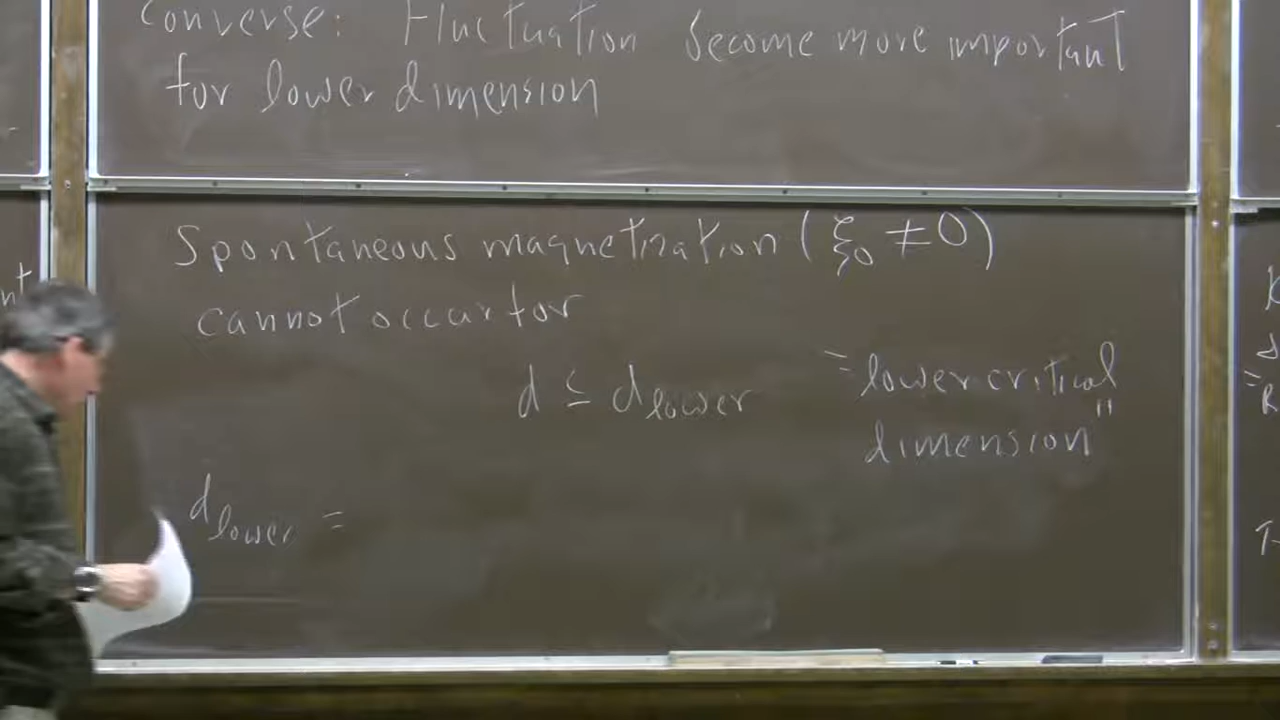 Converse: Fluctuation become more important
for lower dimension
Spontaneous magnetization (ξ₀ ≠ 0)
cannot occur for
d ≤ d_lower
"lower critical
dimension"
d_lower =